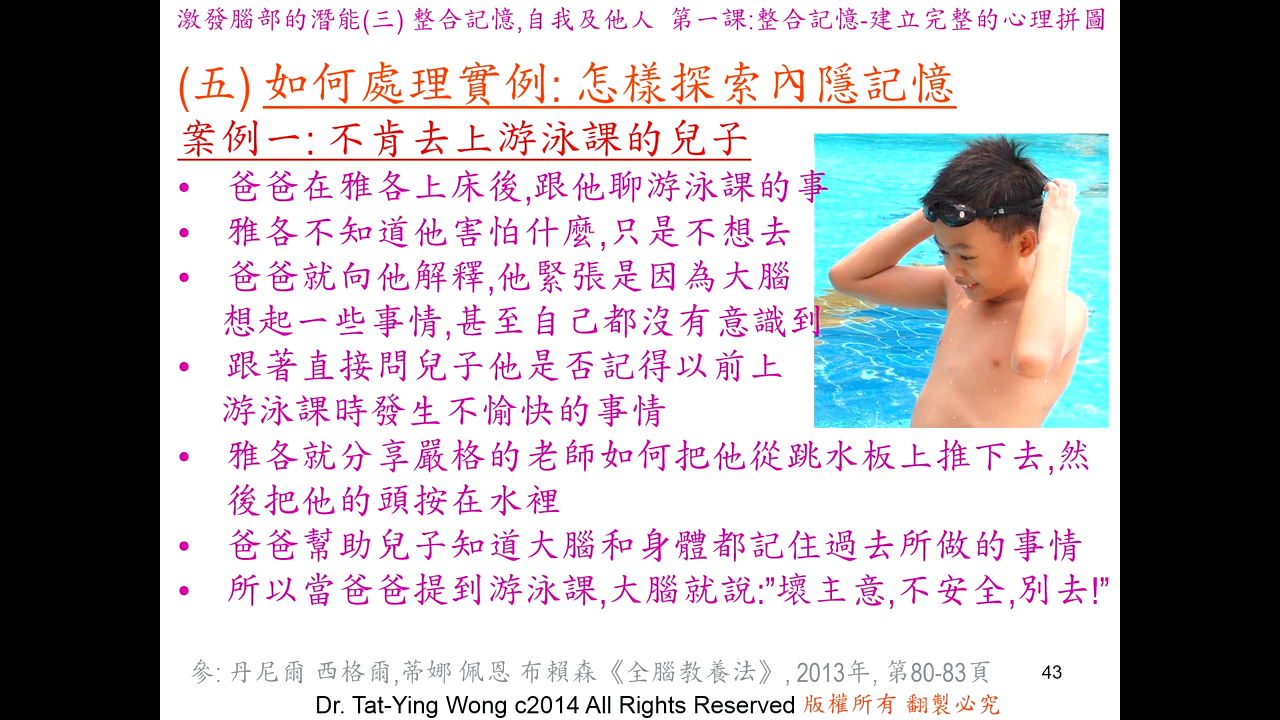 激發腦部的潛能(三) 整合記憶,自我及他人 第一課:整合記憶-建立完整的心理拼圖
(五) 如何處理實例: 怎樣探索內隱記憶
案例一: 不肯去上游泳課的兒子
• 爸爸在雅各上床後,跟他聊游泳課的事
• 雅各不知道他害怕什麼,只是不想去
• 爸爸就向他解釋,他緊張是因為大腦
想起一些事情,甚至自己都沒有意識到
• 跟著直接問兒子他是否記得以前上
游泳課時發生不愉快的事情
• 雅各就分享嚴格的老師如何把他從跳水板上推下去,然
後把他的頭按在水裡
• 爸爸幫助兒子知道大腦和身體都記住過去所做的事情
• 所以當爸爸提到游泳課,大腦就說:”壞主意,不安全,別去!”
參: 丹尼爾 西格爾,蒂娜 佩恩 布賴森《全腦教養法》, 2013年, 第80-83頁
43
Dr. Tat-Ying Wong c2014 All Rights Reserved 版權所有 翻製必究